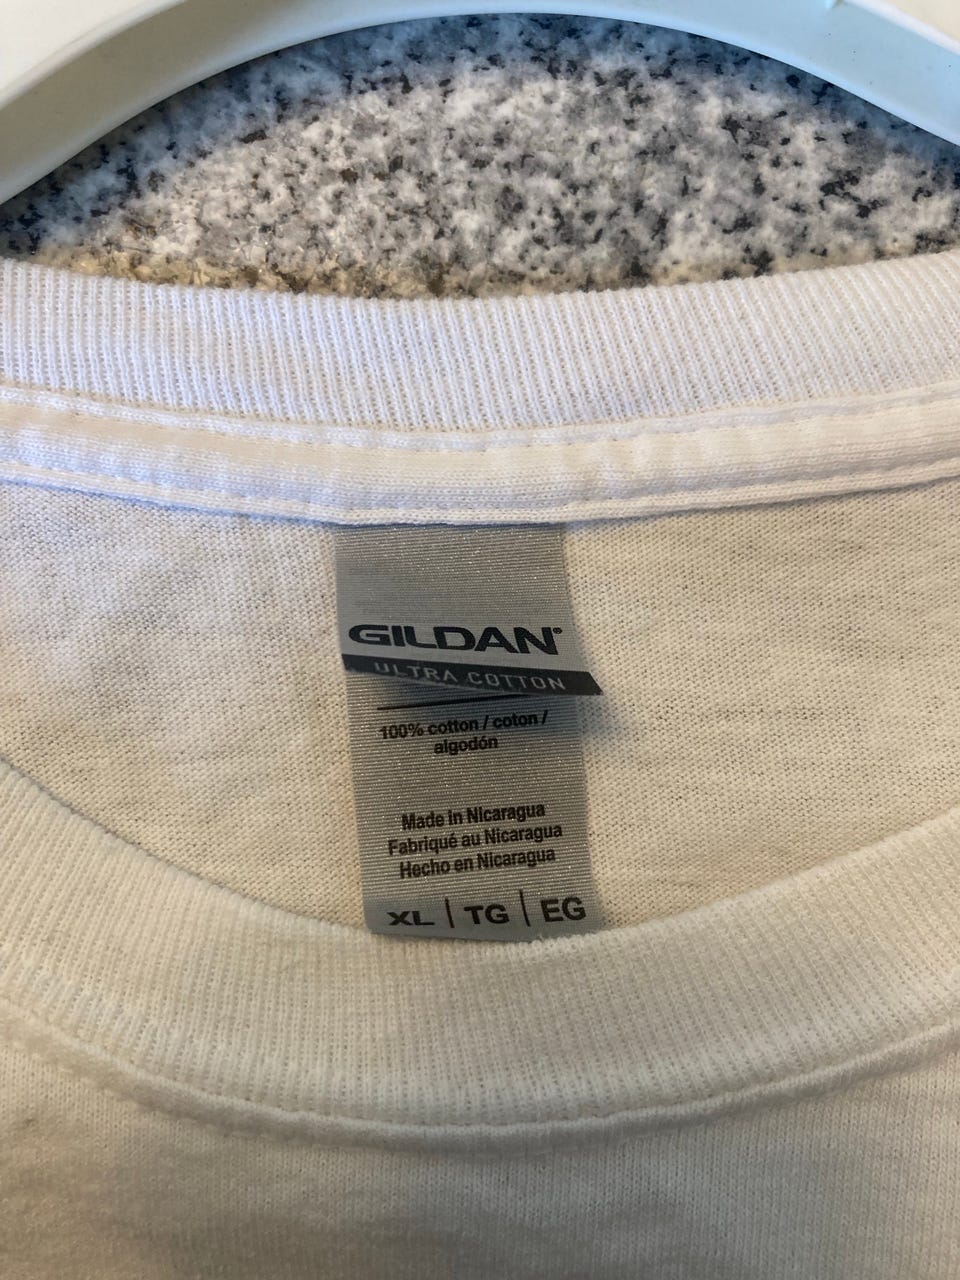 GILDAN®
ULTRA COTTON
100% cotton / coton /
algodón
Made in Nicaragua
Fabriqué au Nicaragua
Hecho en Nicaragua
XL | TG | EG